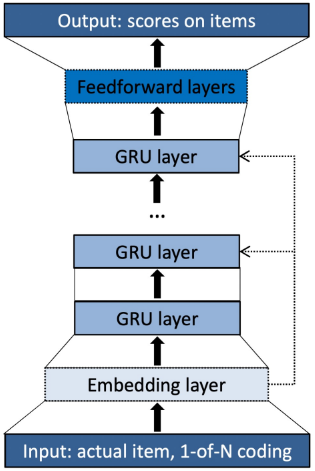 Output: scores on items
Feedforward layers
GRU layer
...
GRU layer
GRU layer
Embedding layer
Input: actual item, 1-of-N coding